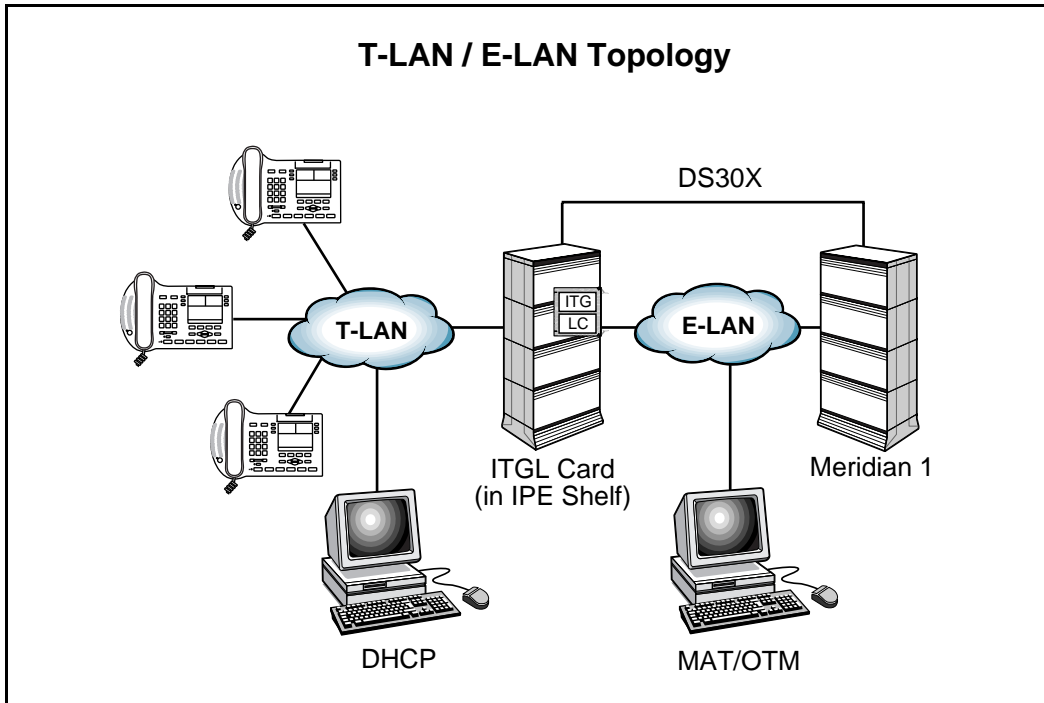 T-LAN / E-LAN Topology
DS30X
ITG
LC
T-LAN
E-LAN
ITGL Card
(in IPE Shelf)
Meridian 1
DHCP
MAT/OTM